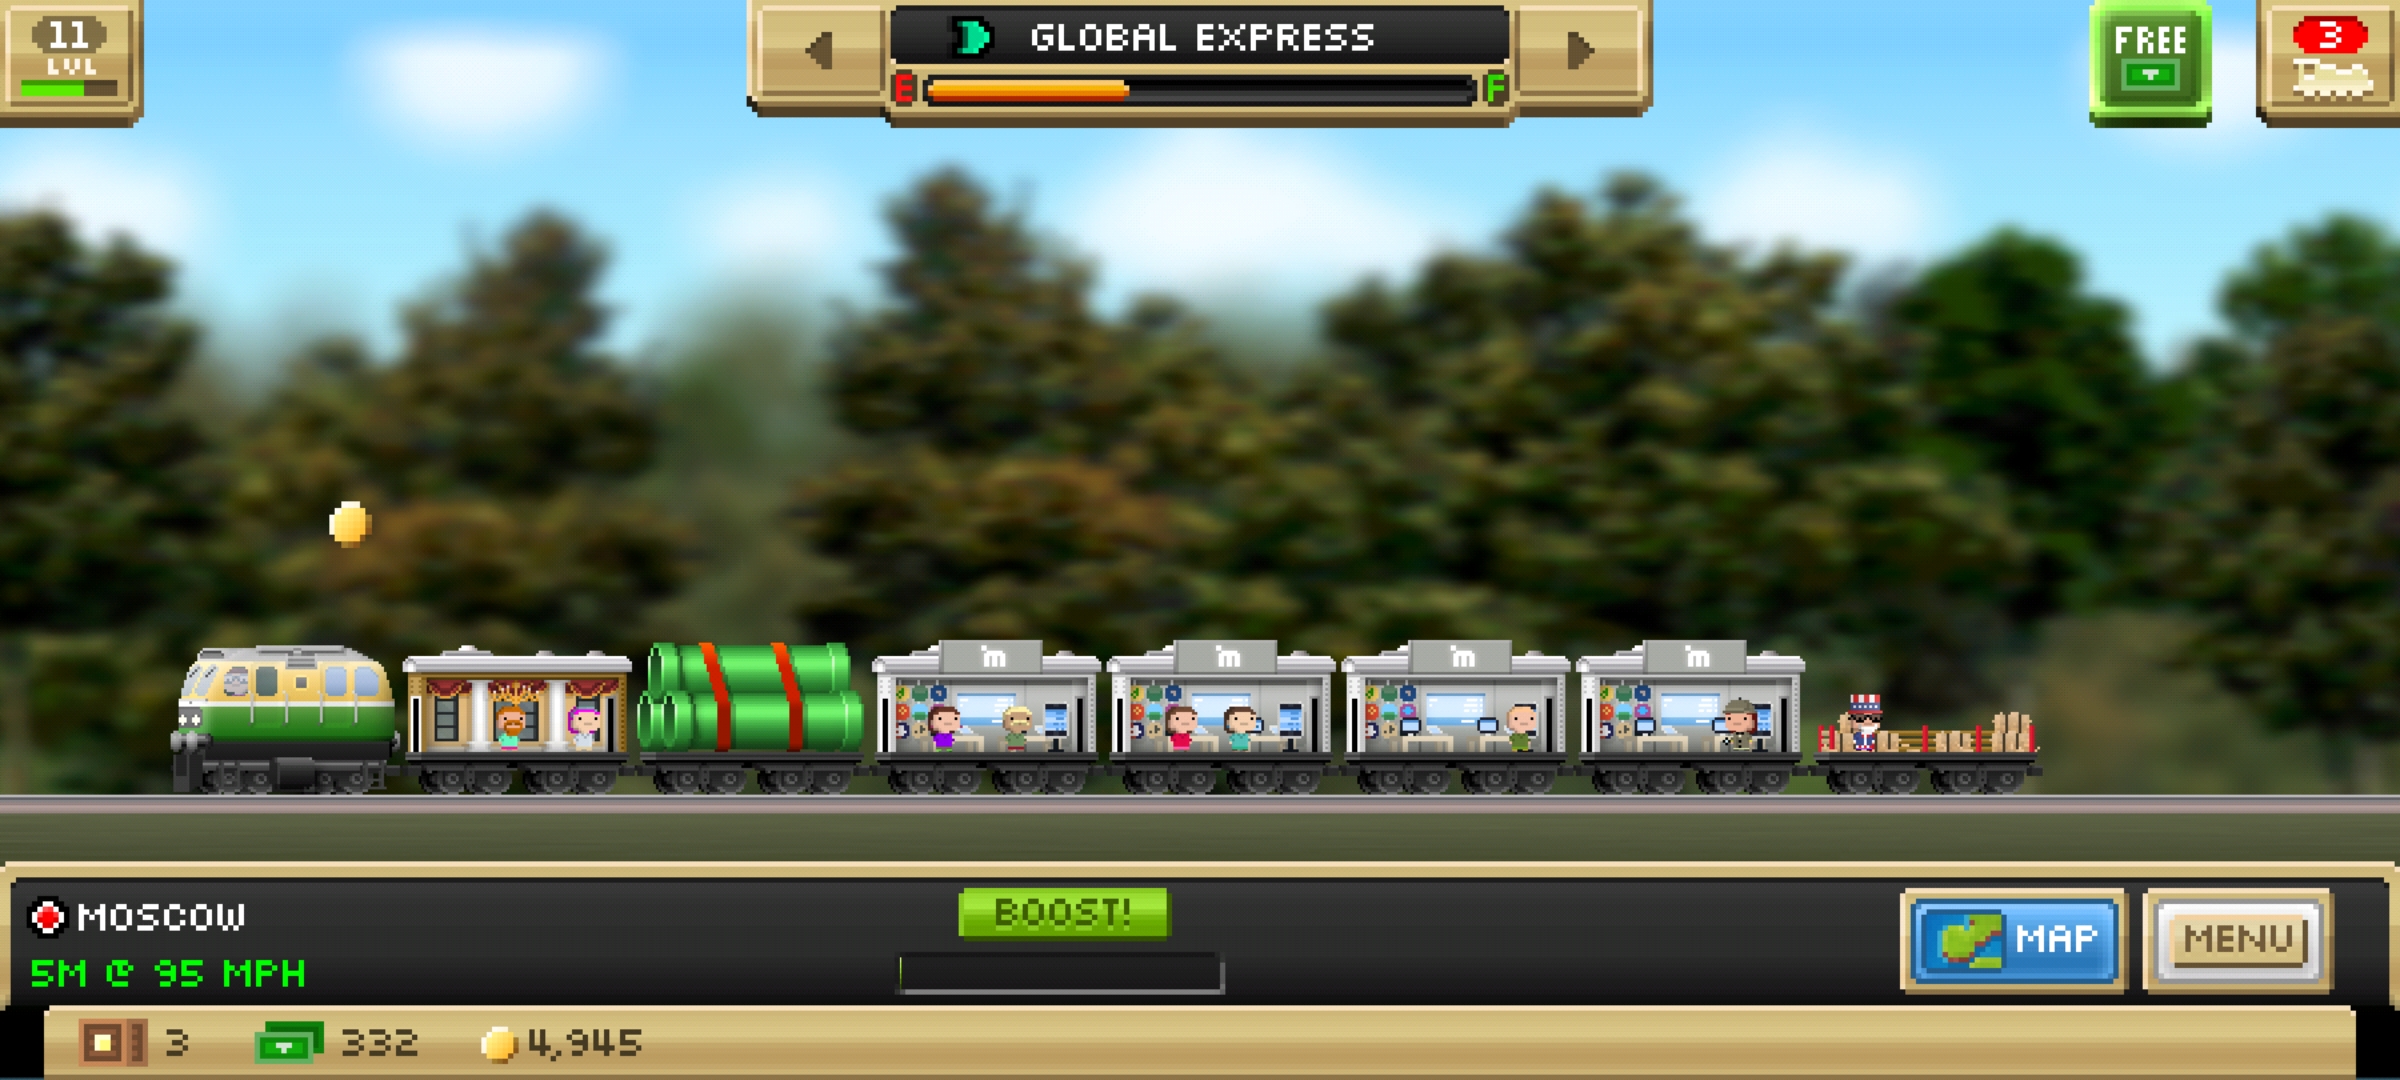 11
LVL
GLOBAL EXPRESS
E
F
FREE
3
m
m
m
m
MOSCOW
5M @ 95 MPH
BOOST!
MAP
MENU
3
332
4,945